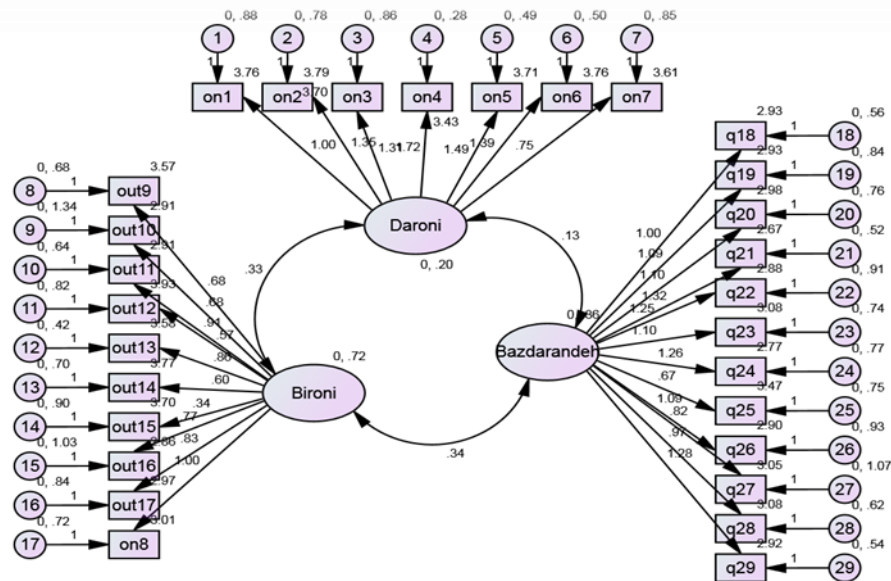 0, .88 0, .78 0, .86 0, .28 0, .49 0, .50 0, .85
1 2 3 4 5 6 7
1 1 1 1 1 1 1
3.76 3.79 3.70 3.43 3.71 3.76 3.61
on1 on2 on3 on4 on5 on6 on7
1.00 1.35 1.31 1.72 1.49 1.39 .75
Daroni
0, .20
.33
.13
0, .68 1 3.57
8 out9
0, 1.34 1 2.91
9 out10
0, .64 1 2.91
10 out11
0, .82 1 3.93
11 out12
0, .42 1 3.58
12 out13
0, .70 1 3.77
13 out14
0, .90 1 3.70
14 out15
0, 1.03 1 2.86
15 out16
0, .84 1 2.97
16 out17
0, .72 1 3.01
17 on8
.68
.68
.91
.57
.86
.60
.34
.77
.83
1.00
Bironi
0, .72
.34
Bazdarandeh
1.00
1.09
1.10
1.32
1.25
1.10
1.26
.67
1.09
.82
.97
1.28
2.93 0, .56
q18 1 18
2.93 0, .84
q19 1 19
2.98 0, .76
q20 1 20
2.67 0, .52
q21 1 21
2.88 0, .91
q22 1 22
3.08 0, .74
q23 1 23
2.77 0, .77
q24 1 24
3.47 0, .75
q25 1 25
2.90 0, .93
q26 1 26
3.05 0, 1.07
q27 1 27
3.08 0, .62
q28 1 28
2.92 0, .54
q29 1 29